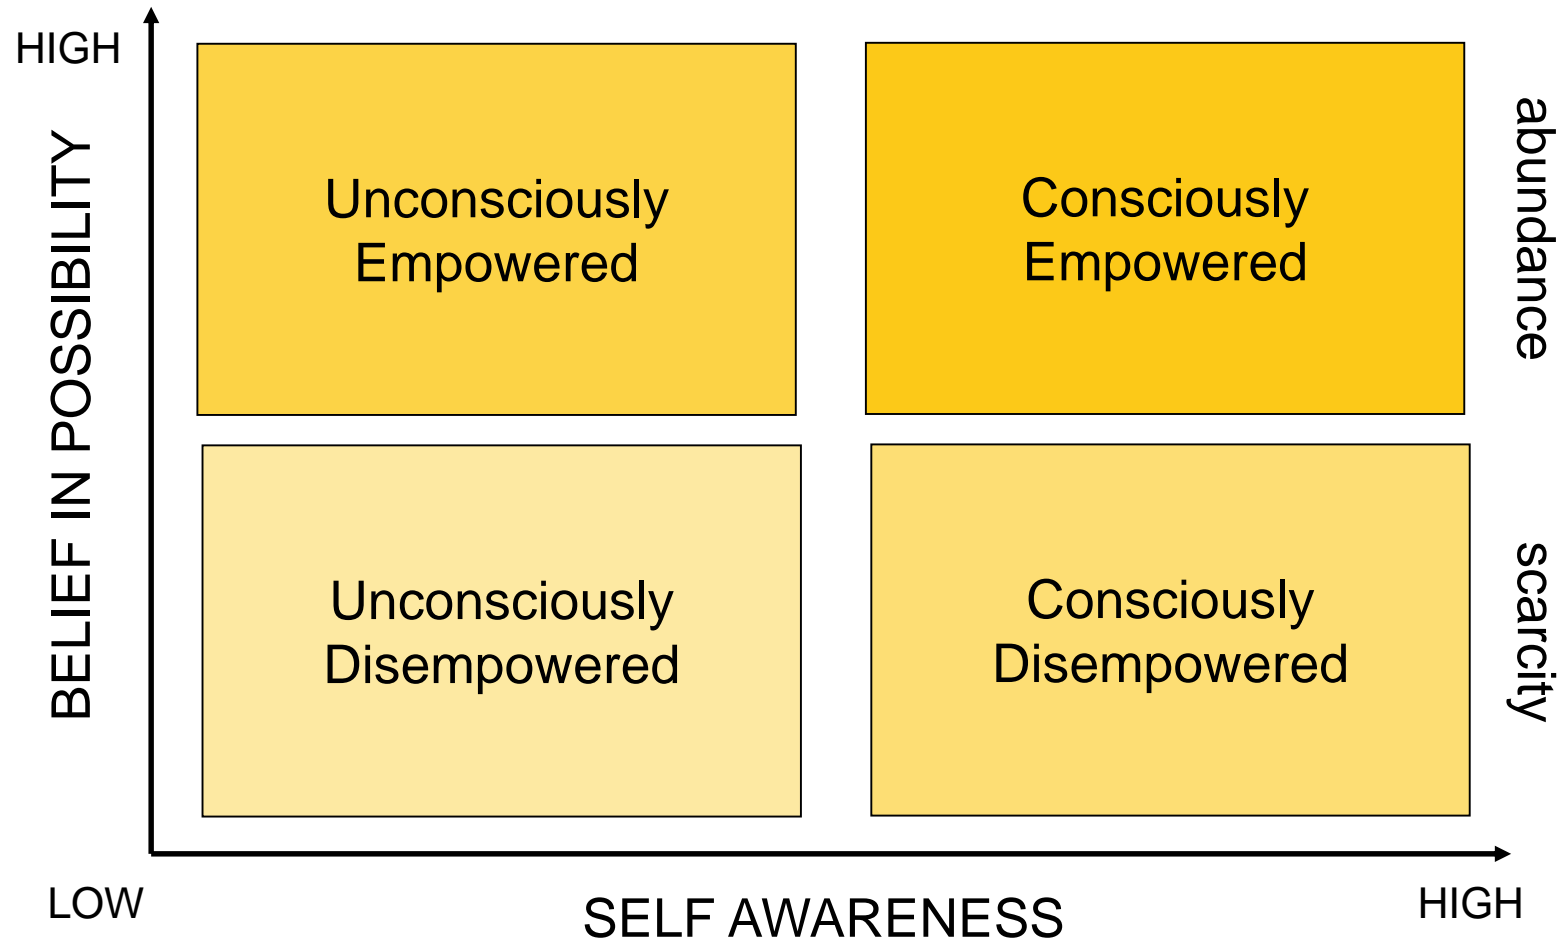 HIGH
BELIEF IN POSSIBILITY
Unconsciously
Empowered
Consciously
Empowered
abundance
Unconsciously
Disempowered
Consciously
Disempowered
scarcity
LOW
SELF AWARENESS
HIGH